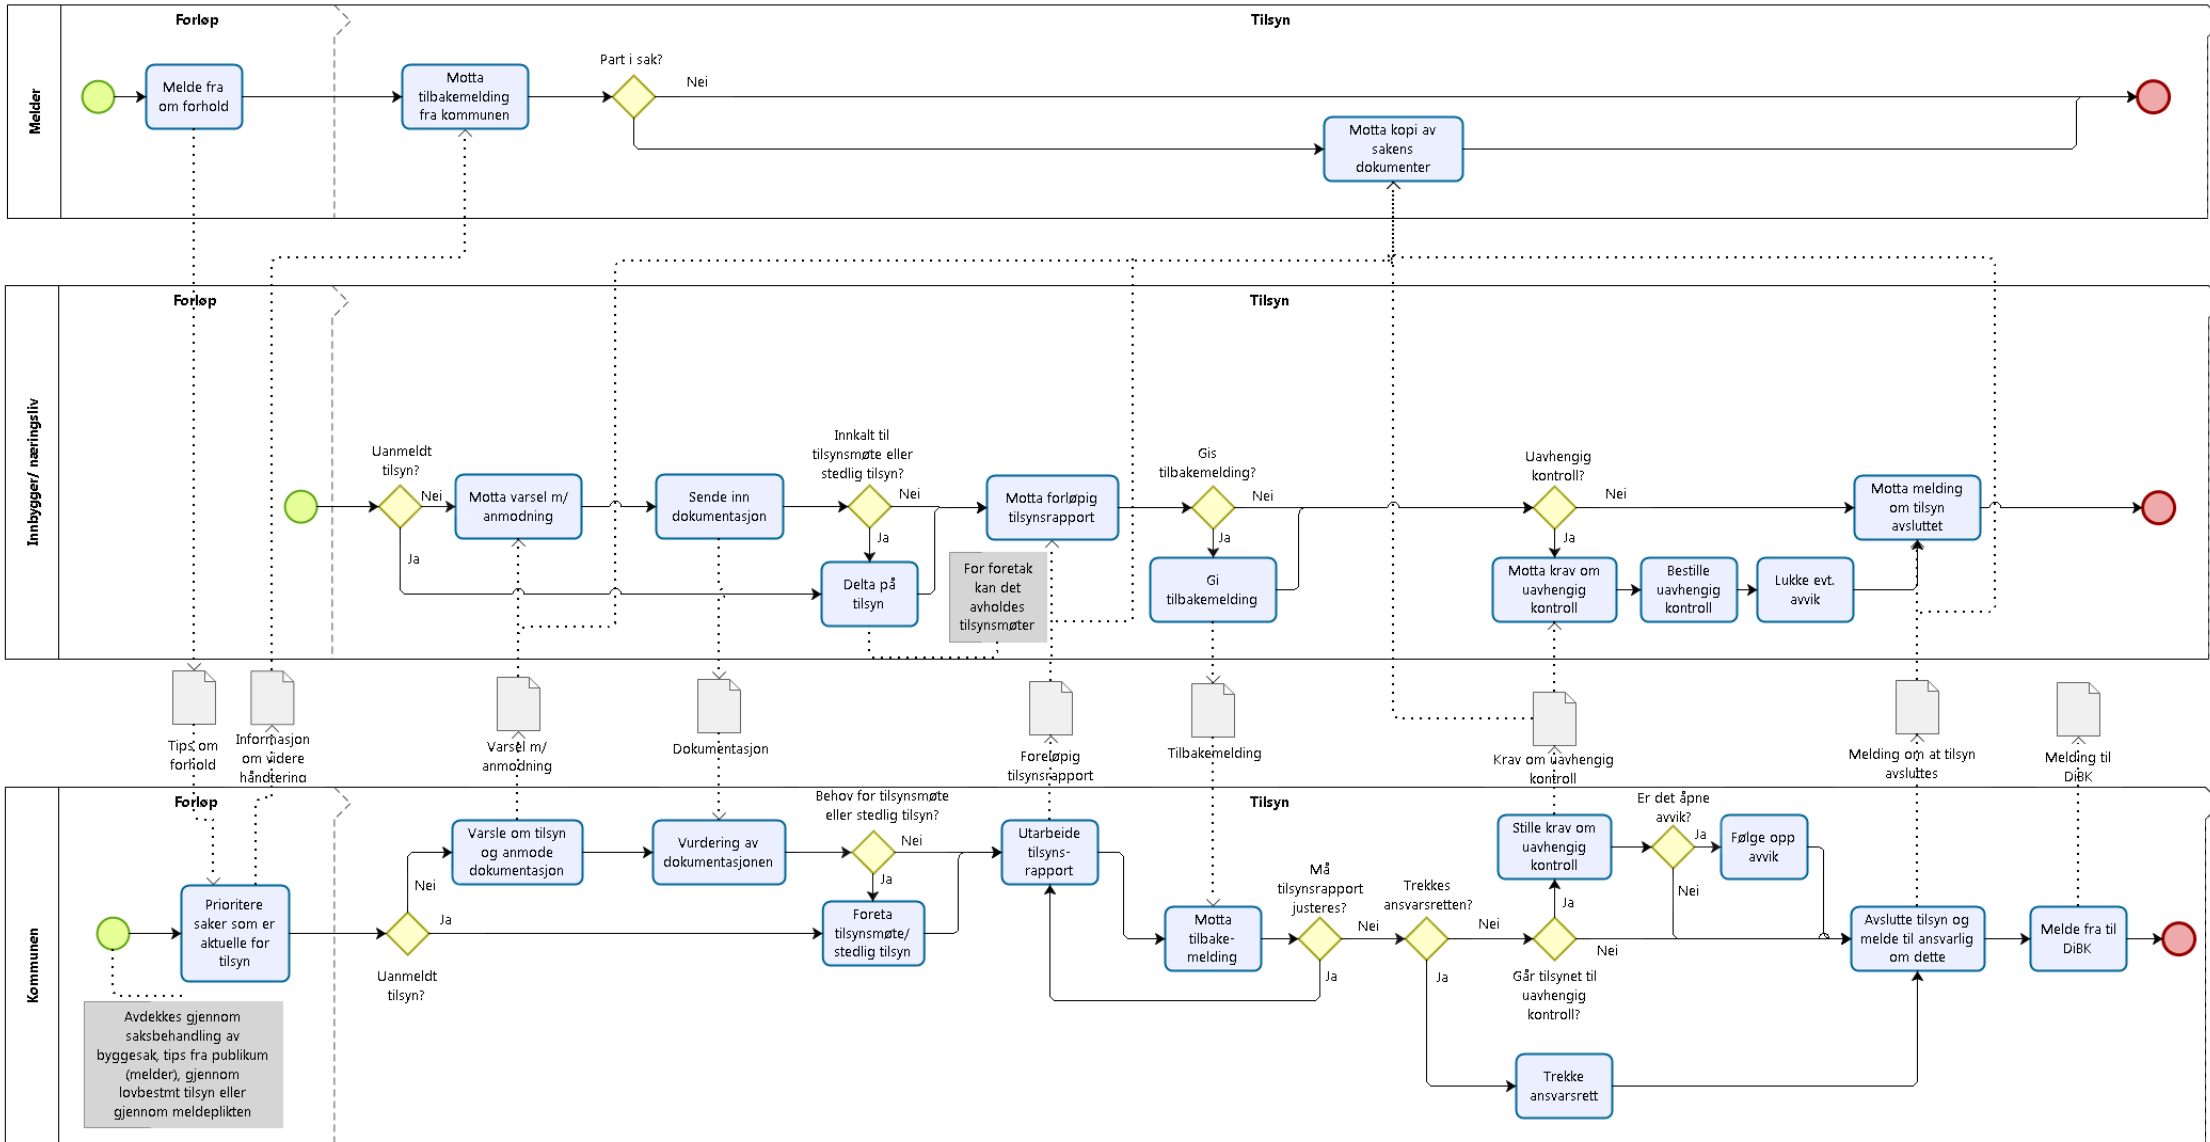 Forløp
Tilsyn
Melder
Melde fra
om forhold
Motta
tilbakemelding
fra kommunen
Part i sak?
Nei
Motta kopi av
sakens
dokumenter
Forløp
Tilsyn
Innbygger/ næringsliv
Uanmeldt
tilsyn?
Nei
Ja
Motta varsel m/
anmodning
Sende inn
dokumentasjon
Innkalt til
tilsynsmøte eller
stedlig tilsyn?
Nei
Ja
Delta på
tilsyn
For foretak
kan det
avholdes
tilsynsmøter
Motta forløpig
tilsynsrapport
Gis
tilbakemelding?
Nei
Ja
Gi
tilbakemelding
Uavhengig
kontroll?
Nei
Ja
Motta krav om
uavhengig
kontroll
Bestille
uavhengig
kontroll
Lukke evt.
avvik
Motta melding
om tilsyn
avsluttet
Tips om
forhold
Informasjon
om videre
håndtering
Varsel m/
anmodning
Dokumentasjon
Foreløpig
tilsynsrapport
Tilbakemelding
Krav om uavhengig
kontroll
Melding om at tilsyn
avsluttes
Melding til
DiBK
Forløp
Tilsyn
Kommunen
Prioritere
saker som er
aktuelle for
tilsyn
Avdekkes gjennom
saksbehandling av
byggesak, tips fra publikum
(melder), gjennom
lovbestmt tilsyn eller
gjennom meldeplikten
Nei
Ja
Uanmeldt
tilsyn?
Varsle om tilsyn
og anmode
dokumentasjon
Vurdering av
dokumentasjonen
Behov for tilsynsmøte
eller stedlig tilsyn?
Nei
Ja
Foreta
tilsynsmøte/
stedlig tilsyn
Utarbeide
tilsyns-
rapport
Motta
tilbake-
melding
Må
tilsynsrapport
justeres?
Nei
Ja
Trekkes
ansvarsretten?
Nei
Ja
Trekke
ansvarsrett
Går tilsynet til
uavhengig
kontroll?
Ja
Nei
Stille krav om
uavhengig
kontroll
Er det åpne
avvik?
Ja
Nei
Følge opp
avvik
Avslutte tilsyn og
melde til ansvarlig
om dette
Melde fra til
DiBK